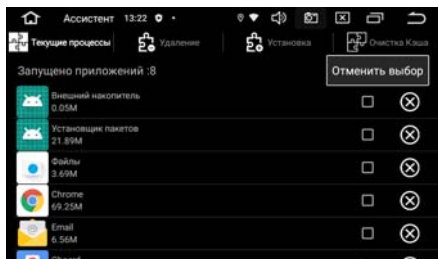 Ассистент 13:22
Текущие процессы Удаление Установка Очистка Кэша
Запущено приложений :8 Отменить выбор
Внешний накопитель
0.05M
Установщик пакетов
21.89M
Файлы
3.69M
Chrome
69.25M
Email
6.56M